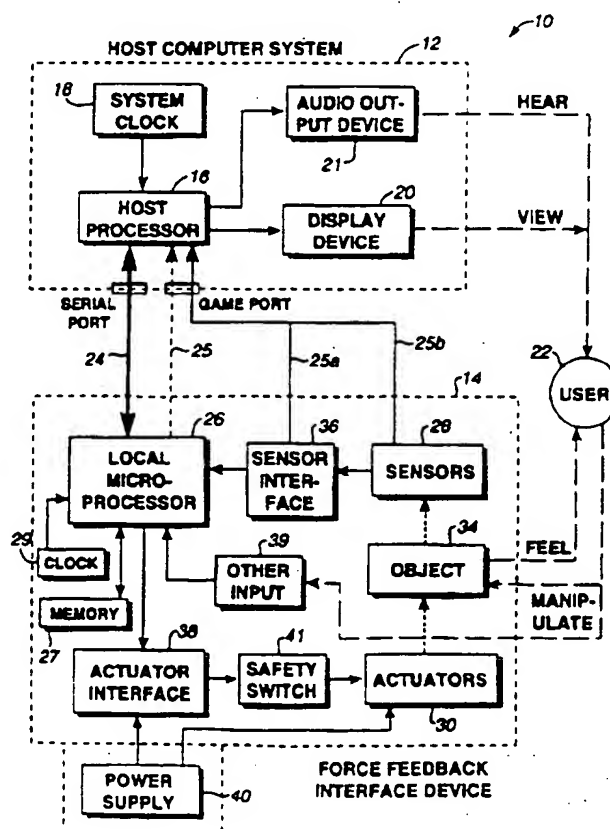 10
HOST COMPUTER SYSTEM
12
18
SYSTEM
CLOCK
AUDIO OUT-
PUT DEVICE
21
HEAR
16
HOST
PROCESSOR
20
DISPLAY
DEVICE
VIEW
SERIAL
PORT
GAME PORT
24
25
25a
25b
22
USER
14
26
LOCAL
MICRO-
PROCESSOR
36
SENSOR
INTER-
FACE
28
SENSORS
34
OBJECT
FEEL
29
CLOCK
39
OTHER
INPUT
MANIP-
ULATE
MEMORY
27
38
ACTUATOR
INTERFACE
41
SAFETY
SWITCH
ACTUATORS
30
POWER
SUPPLY
40
FORCE FEEDBACK
INTERFACE DEVICE